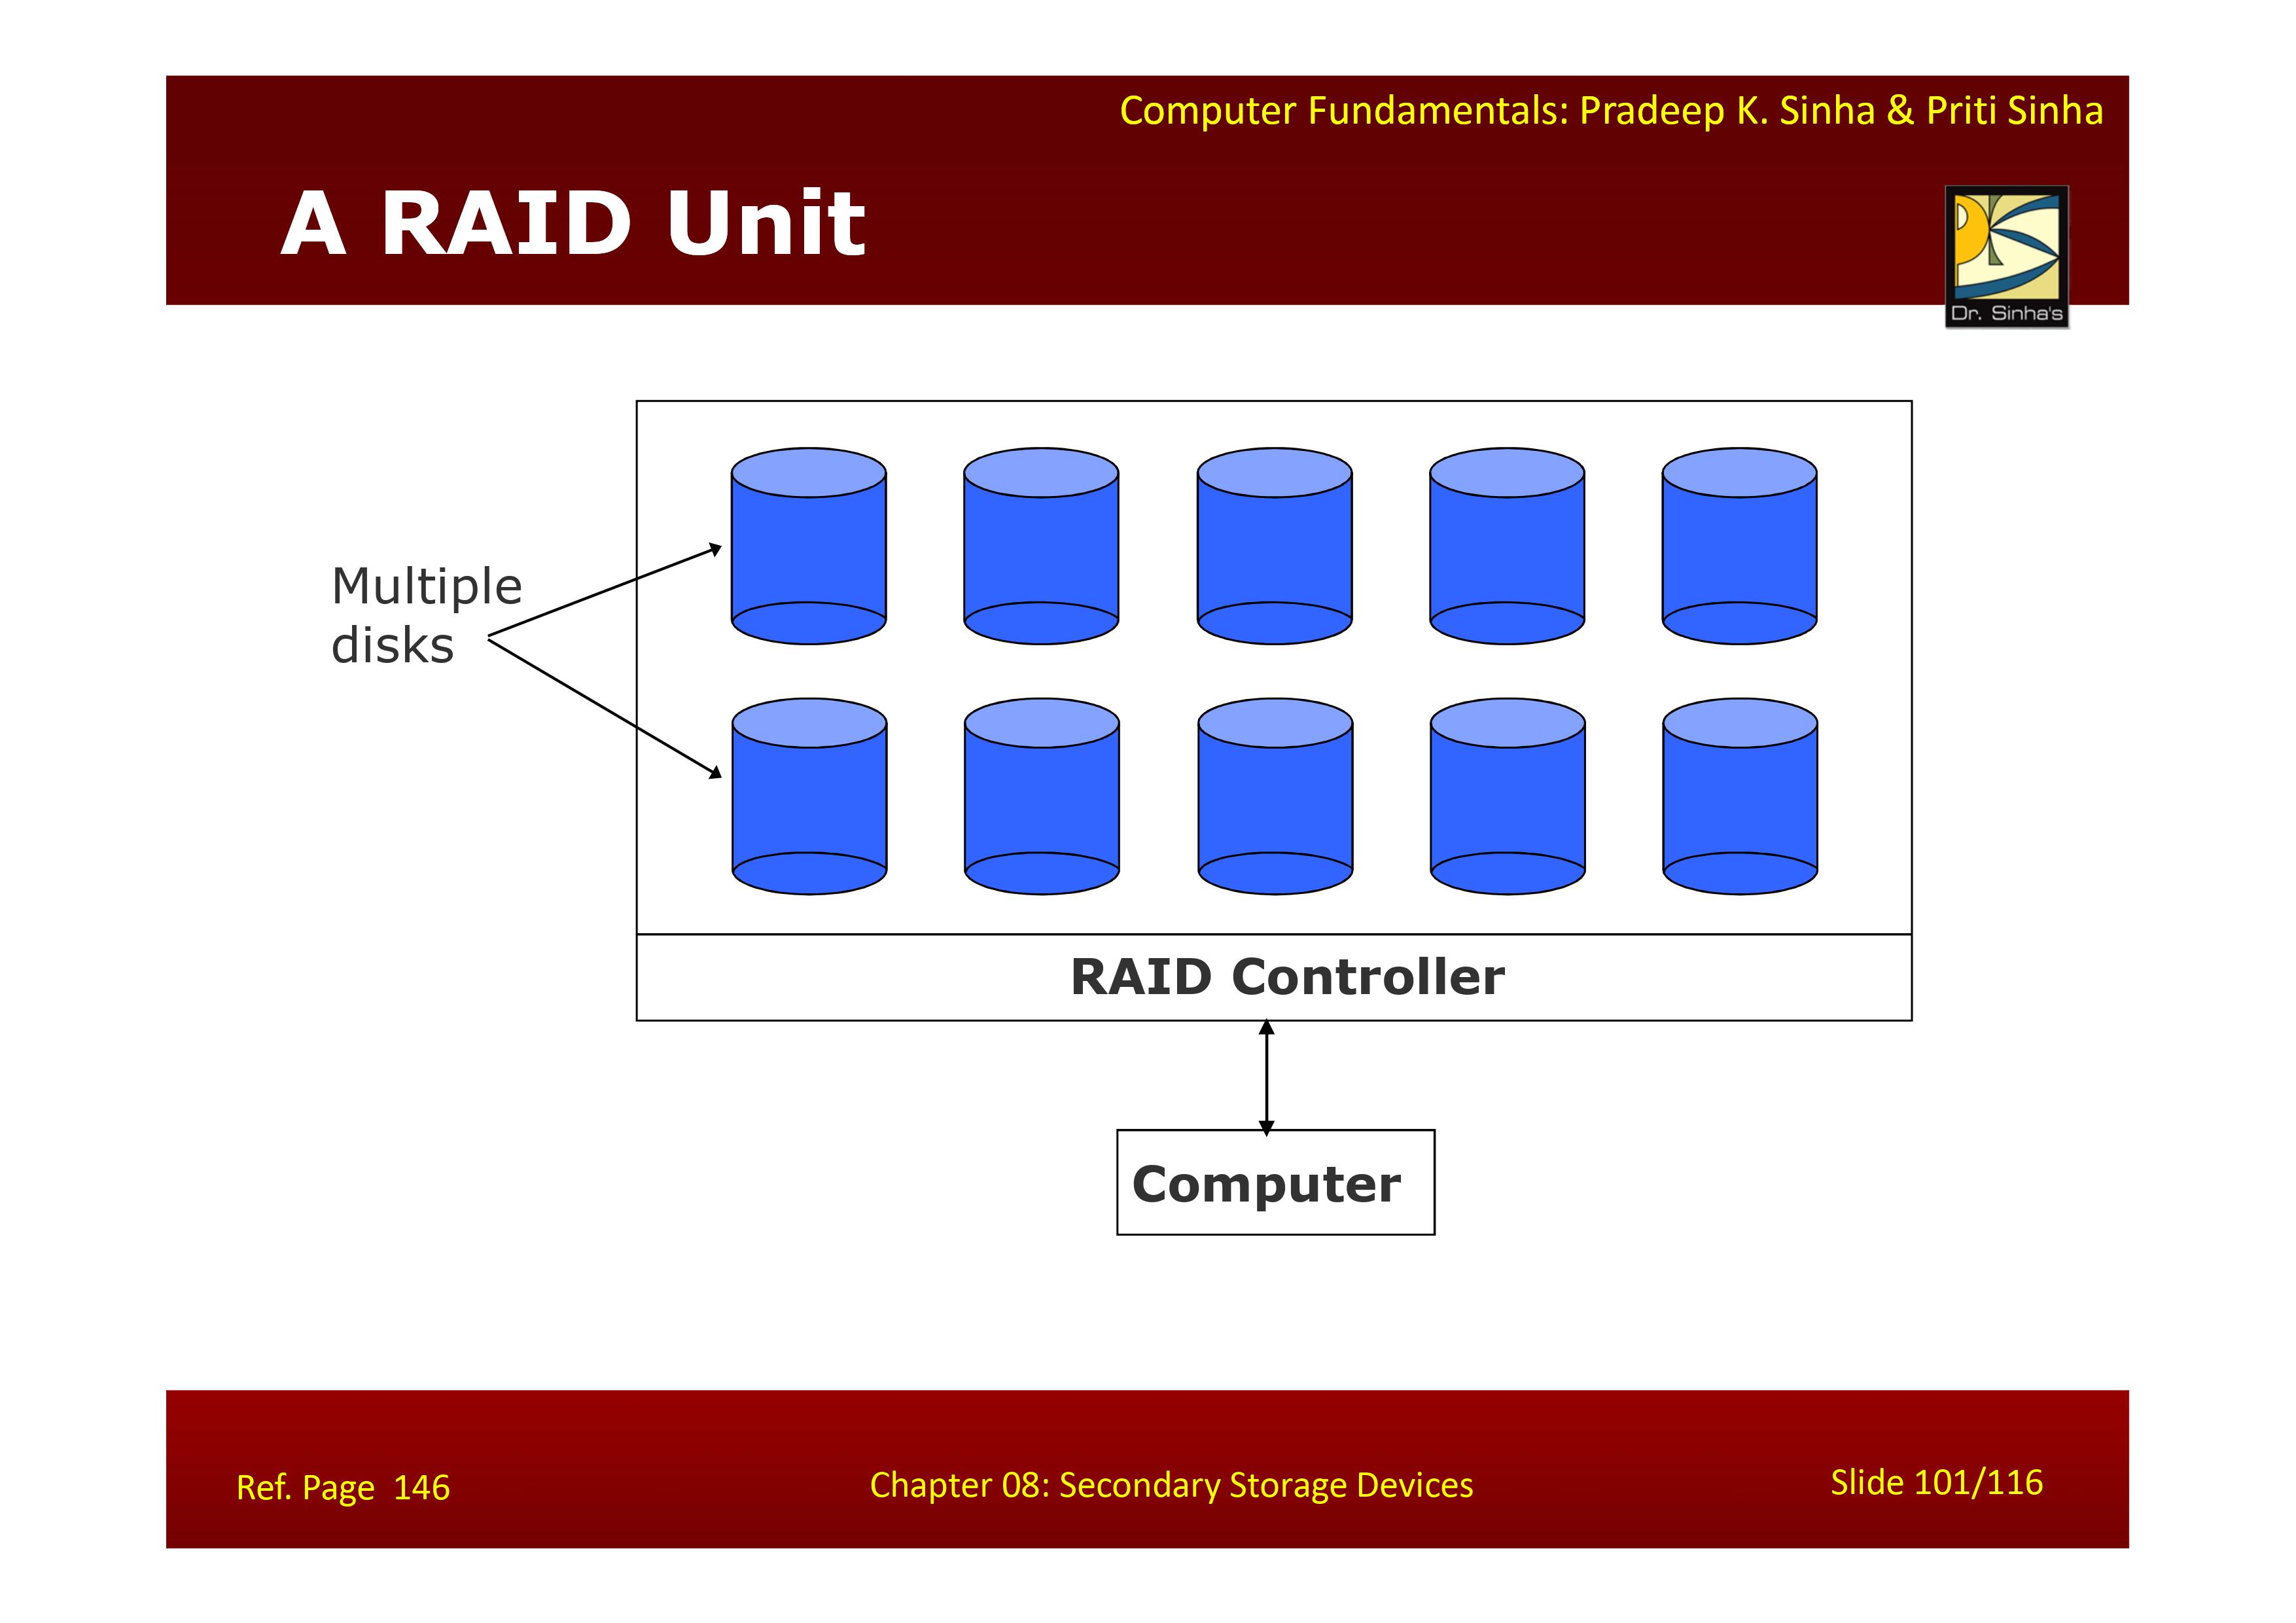 Computer Fundamentals: Pradeep K. Sinha & Priti Sinha
A RAID Unit
Dr. Sinha's
Multiple
disks
RAID Controller
Computer
Ref. Page 146
Chapter 08: Secondary Storage Devices
Slide 101/116